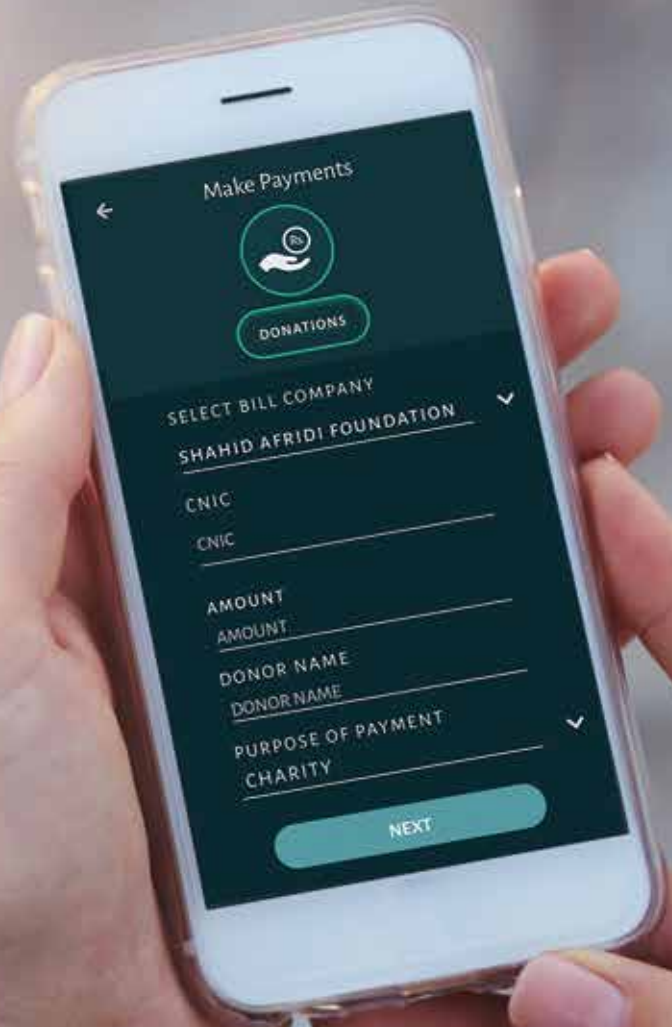 Make Payments
Rs.
DONATIONS
SELECT BILL COMPANY
SHAHID AFRIDI FOUNDATION
CNIC
CNIC
AMOUNT
AMOUNT
DONOR NAME
DONOR NAME
PURPOSE OF PAYMENT
CHARITY
NEXT